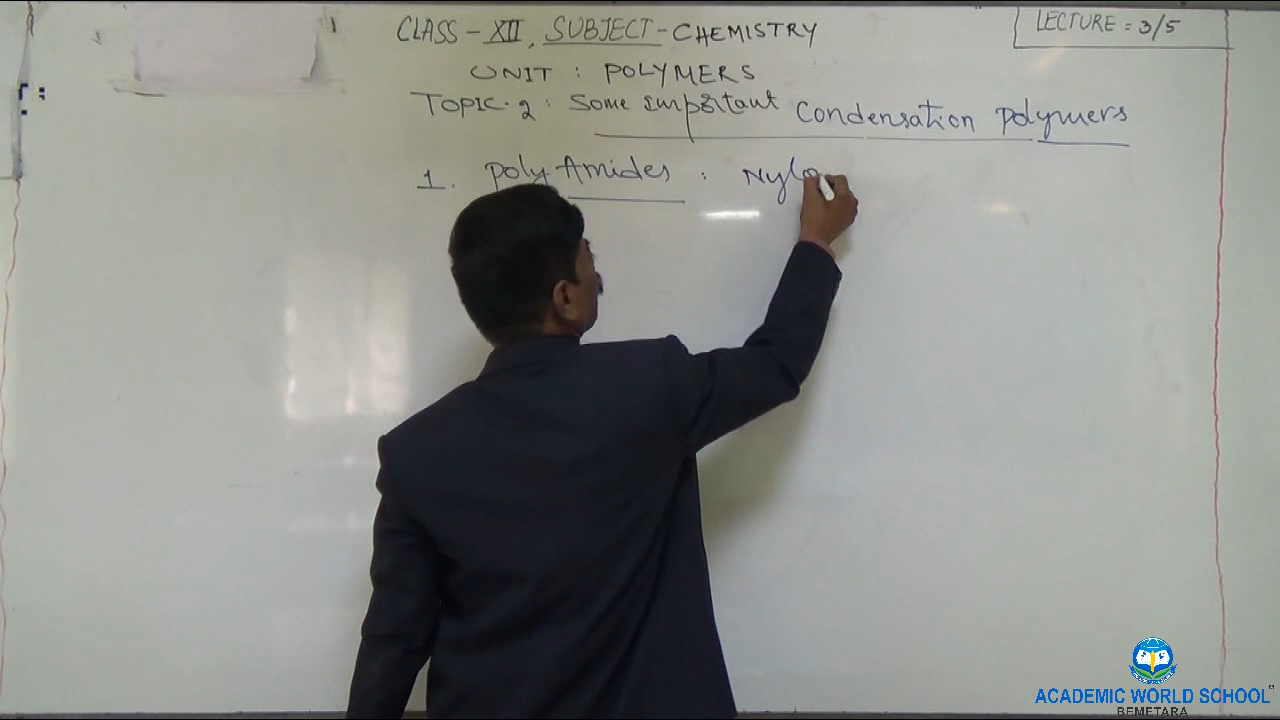 CLASS - XII, SUBJECT - CHEMISTRY
LECTURE = 3/5
UNIT : POLYMERS
TOPIC.2 : Some important Condensation polymers
1. poly Amides : Nylo
ACADEMIC WORLD SCHOOL"
BEMETARA